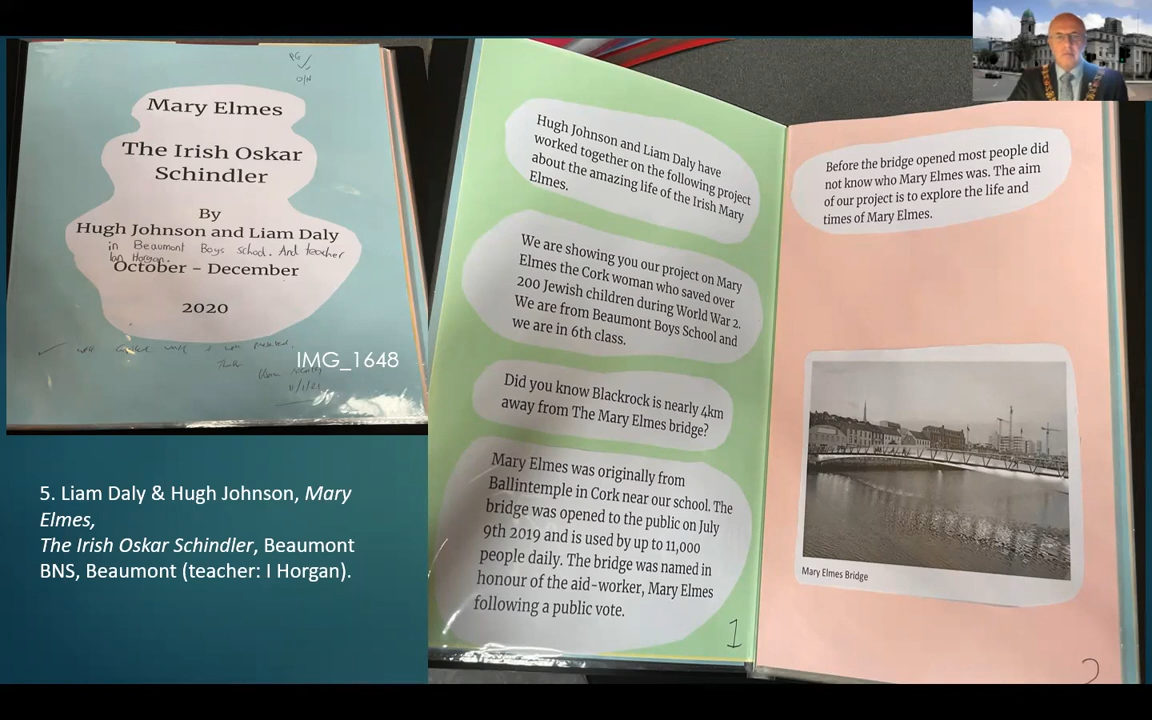 PG
O/H
Mary Elmes
The Irish Oskar
Schindler
By
Hugh Johnson and Liam Daly
in Beaumont Boys school. And teacher
Ian Horgan.
October – December
2020
well
work
presented.
11/1/21
IMG_1648
5. Liam Daly & Hugh Johnson, Mary
Elmes,
The Irish Oskar Schindler, Beaumont
BNS, Beaumont (teacher: I Horgan).
Hugh Johnson and Liam Daly have
worked together on the following project
about the amazing life of the Irish Mary
Elmes.
We are showing you our project on Mary
Elmes the Cork woman who saved over
200 Jewish children during World War 2.
We are from Beaumont Boys School and
we are in 6th class.
Did you know Blackrock is nearly 4km
away from The Mary Elmes bridge?
Mary Elmes was originally from
Ballintemple in Cork near our school. The
bridge was opened to the public on July
9th 2019 and is used by up to 11,000
people daily. The bridge was named in
honour of the aid-worker, Mary Elmes
following a public vote.
1
Before the bridge opened most people did
not know who Mary Elmes was. The aim
of our project is to explore the life and
times of Mary Elmes.
Mary Elmes Bridge
2